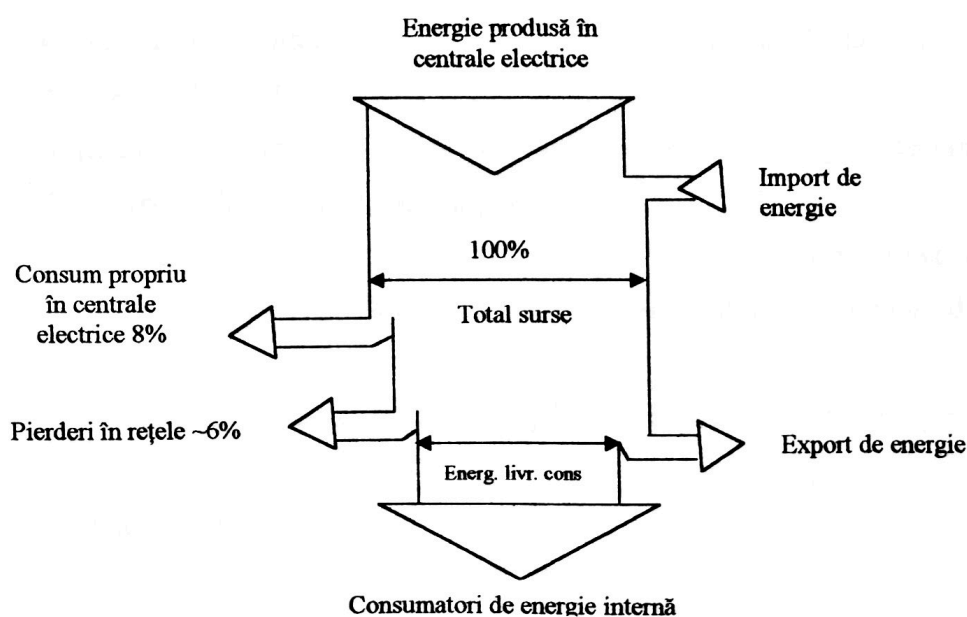 Energie produsă în
centrale electrice
Import de
energie
100%
Total surse
Consum propriu
în centrale
electrice 8%
Pierderi în rețele ~6%
Export de energie
Energ. livr. cons
Consumatori de energie internă